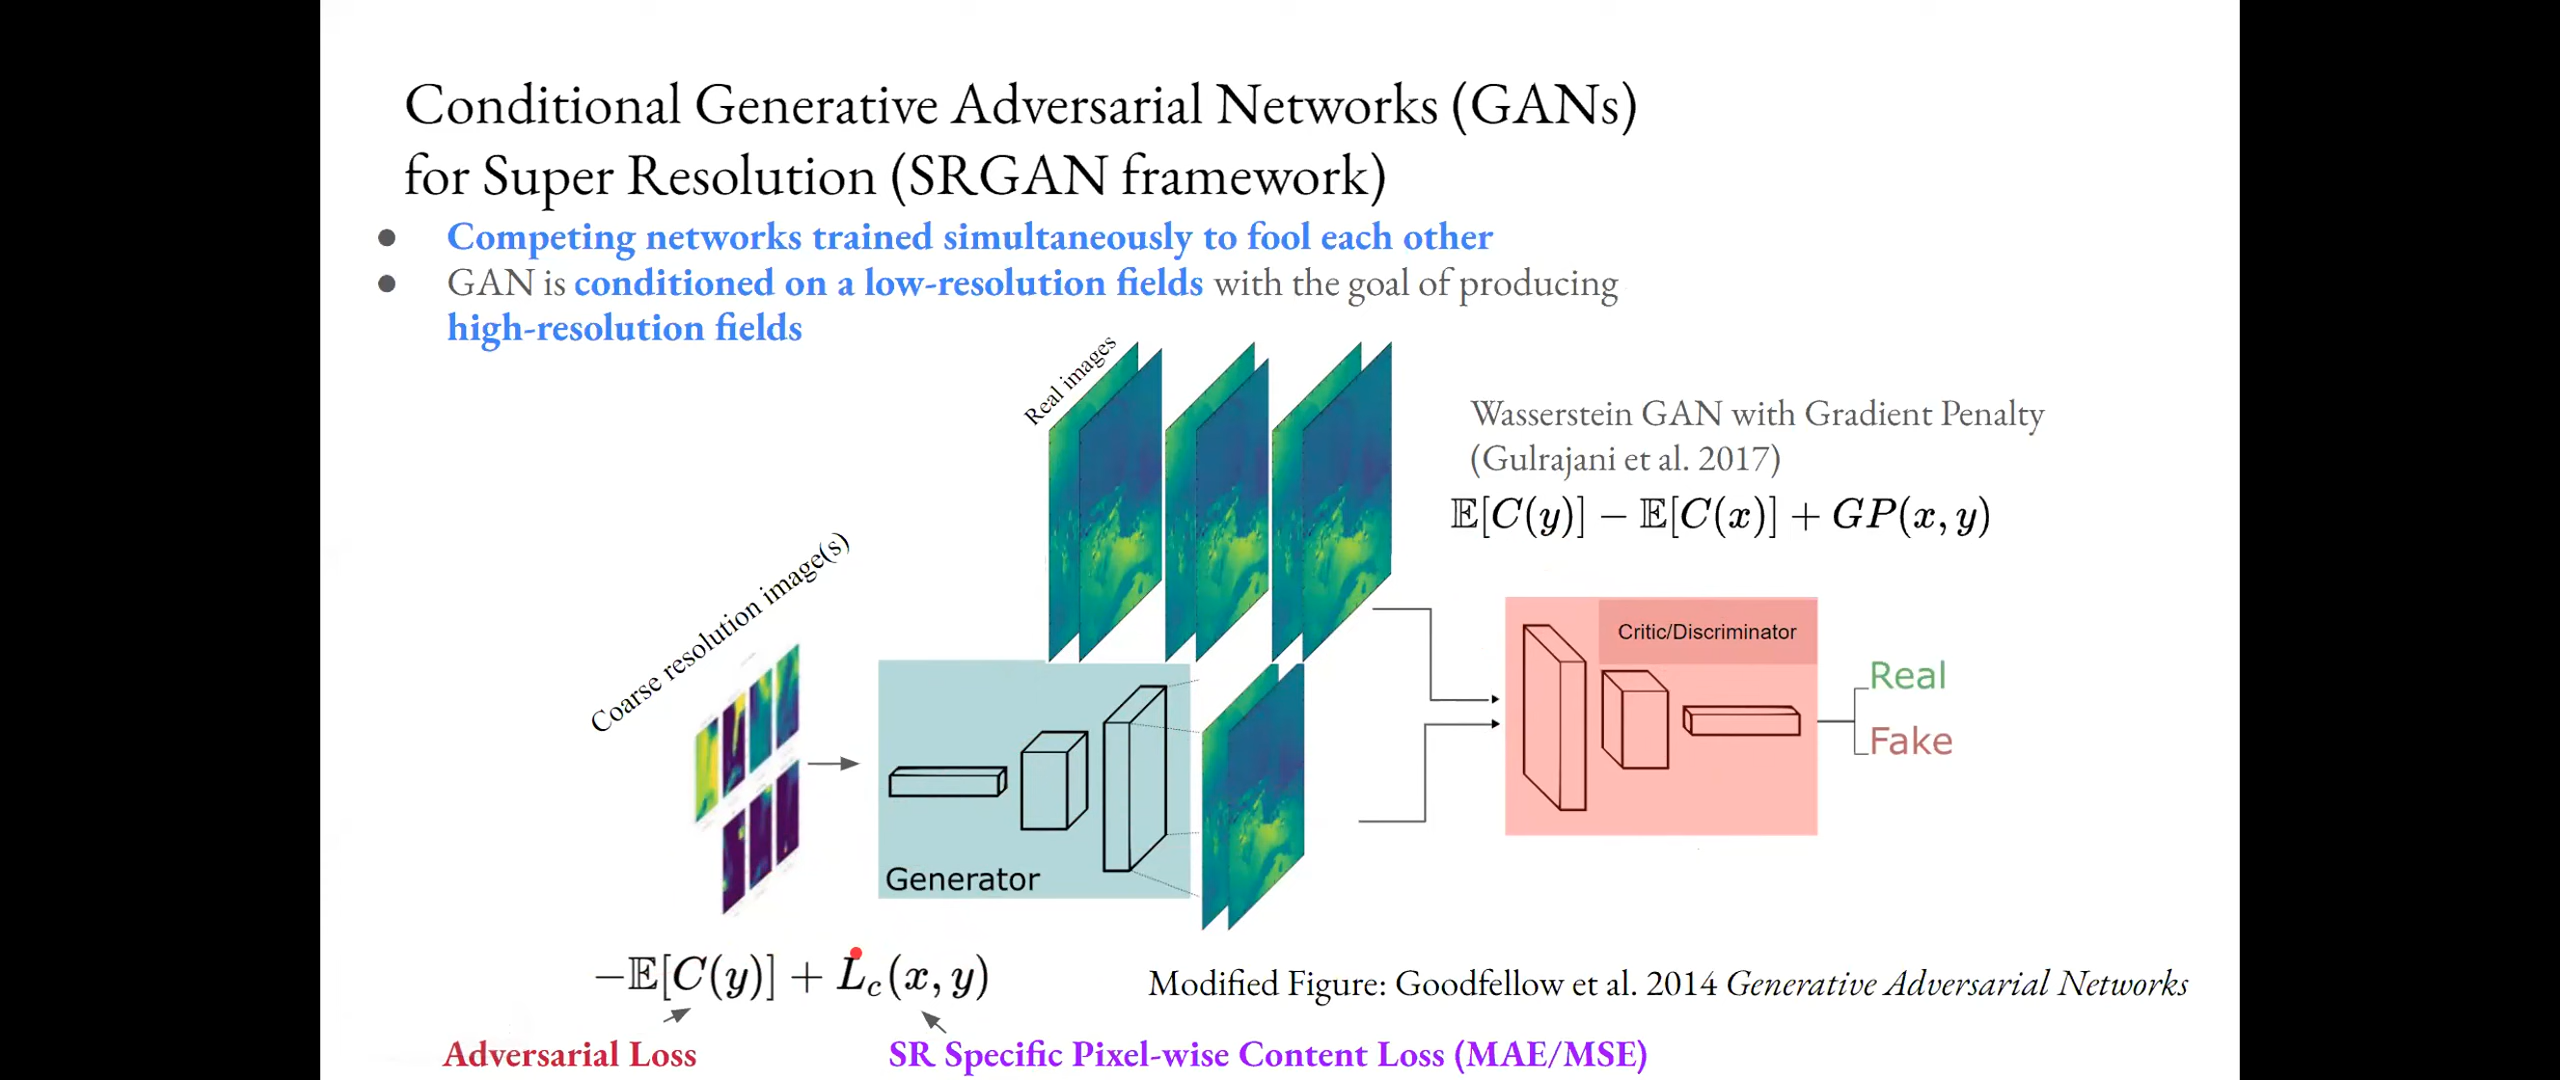 Conditional Generative Adversarial Networks (GANs)
for Super Resolution (SRGAN framework)
● Competing networks trained simultaneously to fool each other
● GAN is conditioned on a low-resolution fields with the goal of producing
high-resolution fields
Real images
Wasserstein GAN with Gradient Penalty
(Gulrajani et al. 2017)
𝔼[C(y)] − 𝔼[C(x)] + GP(x, y)
Coarse resolution image(s)
Critic/Discriminator
Real
Fake
Generator
−𝔼[C(y)] + L_c(x, y)
Modified Figure: Goodfellow et al. 2014 Generative Adversarial Networks
Adversarial Loss
SR Specific Pixel-wise Content Loss (MAE/MSE)